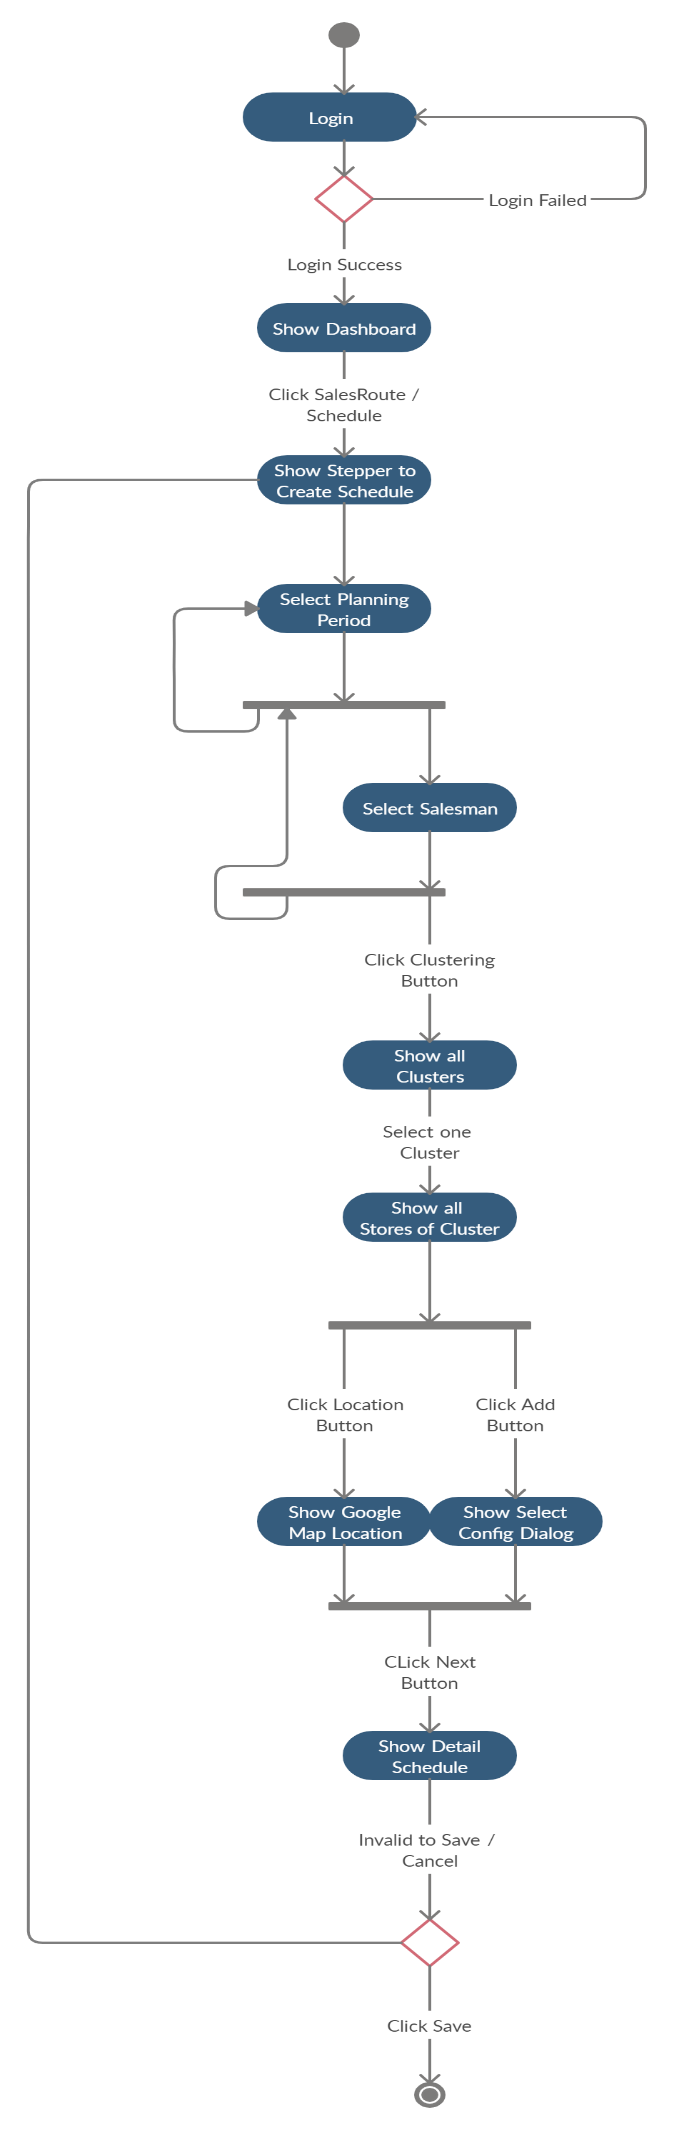 Login
Login Failed
Login Success
Show Dashboard
Click SalesRoute /
Schedule
Show Stepper to
Create Schedule
Select Planning
Period
Select Salesman
Click Clustering
Button
Show all
Clusters
Select one
Cluster
Show all
Stores of Cluster
Click Location
Button
Click Add
Button
Show Google
Map Location
Show Select
Config Dialog
CLick Next
Button
Show Detail
Schedule
Invalid to Save /
Cancel
Click Save